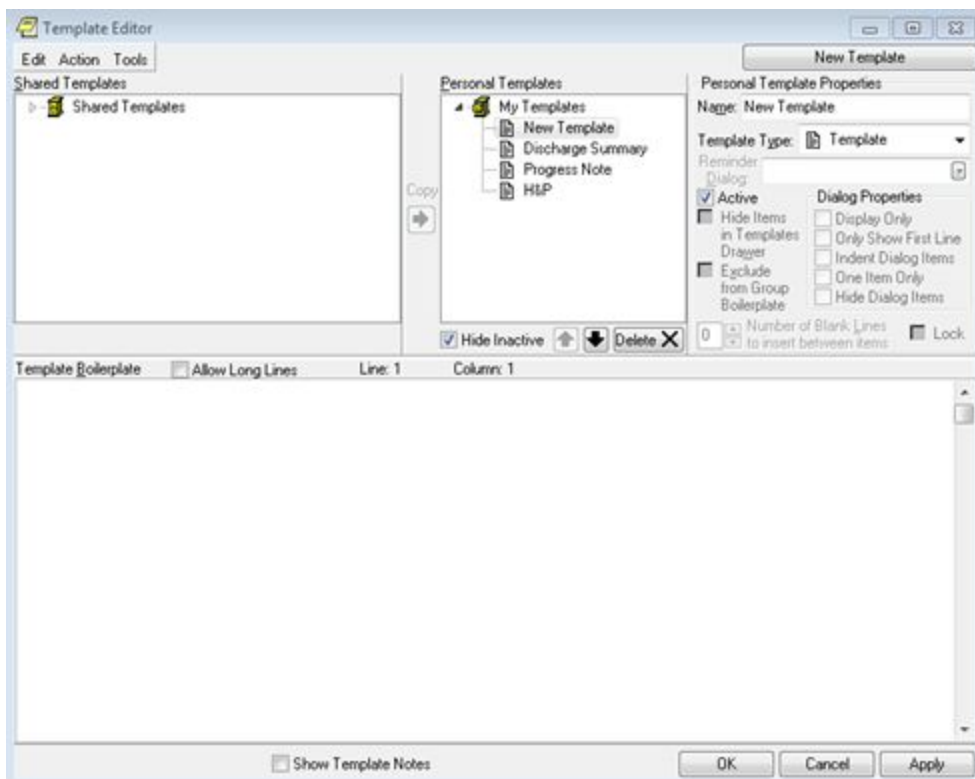 Template Editor
Edit Action Tools
New Template
Shared Templates
Shared Templates
Copy
Personal Templates
My Templates
New Template
Discharge Summary
Progress Note
H&P
Hide Inactive
Delete
Personal Template Properties
Name: New Template
Template Type: Template
Reminder
Dialog:
Active
Hide Items
in Templates
Drawer
Exclude
from Group
Boilerplate
Dialog Properties
Display Only
Only Show First Line
Indent Dialog Items
One Item Only
Hide Dialog Items
0 Number of Blank Lines
to insert between items
Lock
Template Boilerplate Allow Long Lines Line: 1 Column: 1
Show Template Notes
OK Cancel Apply